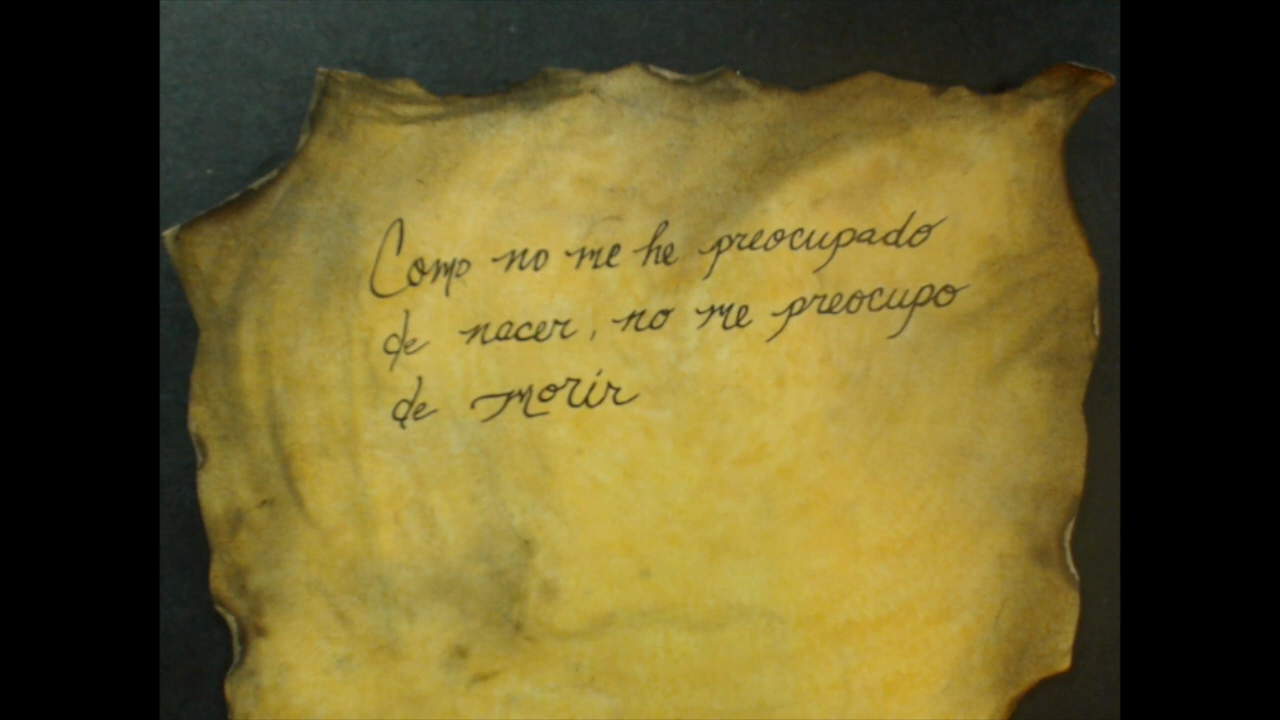 Como no me he preocupado
de nacer, no me preocupo
de morir